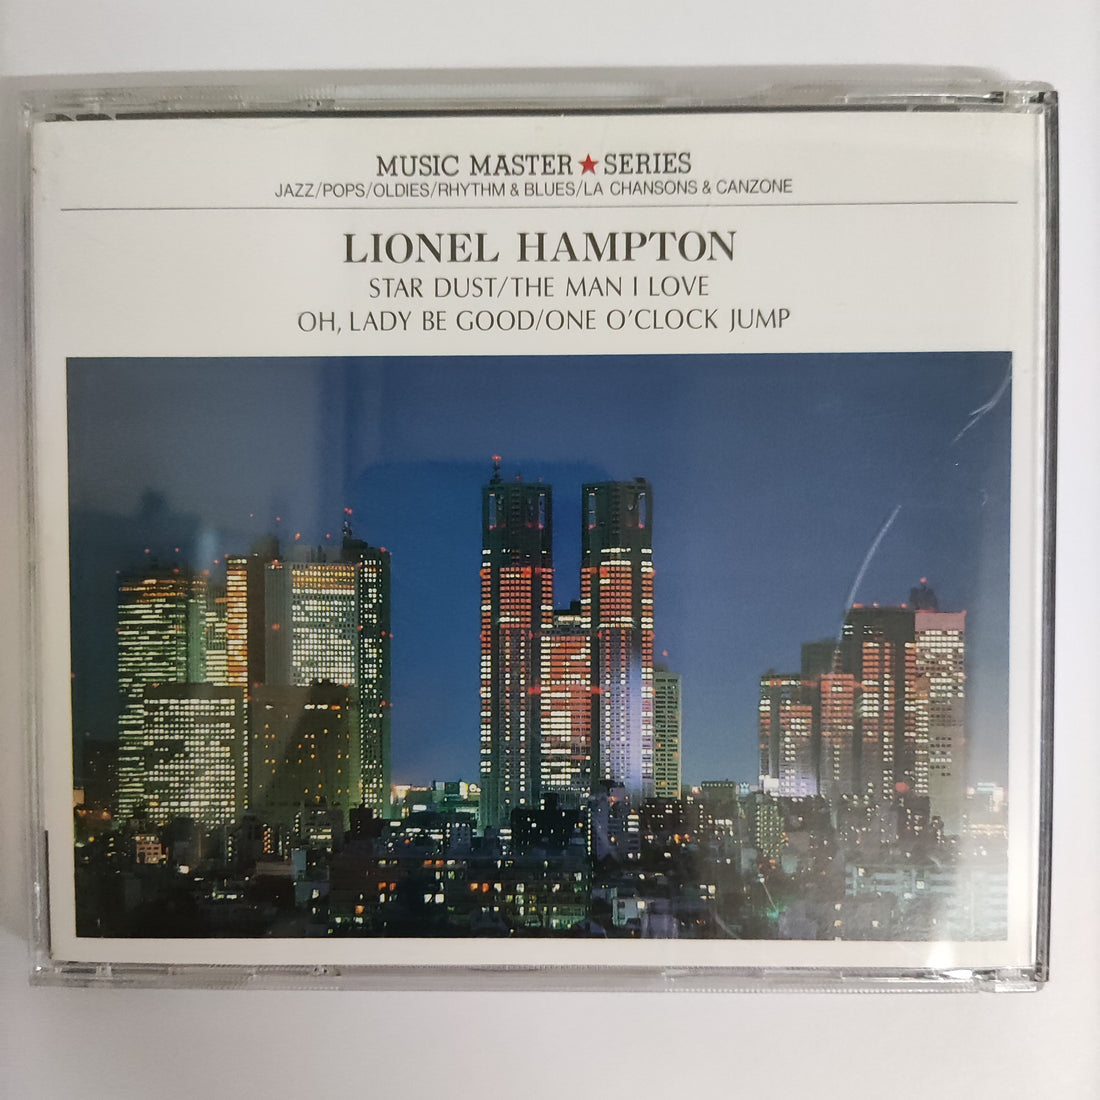 MUSIC MASTER★SERIES
JAZZ/POPS/OLDIES/RHYTHM & BLUES/LA CHANSONS & CANZONE
LIONEL HAMPTON
STAR DUST/THE MAN I LOVE
OH, LADY BE GOOD/ONE O'CLOCK JUMP